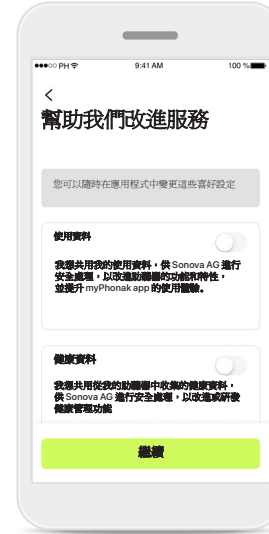 PH 9:41 AM 100 %
幫助我們改進服務
您可以隨時在應用程式中變更這些喜好設定
使用資料
我想共用我的使用資料，供 Sonova AG 進行
安全處理，以改進助聽器的功能和特性，
並提升 myPhonak app 的使用體驗。
健康資料
我想共用從我的助聽器中收集的健康資料，
供 Sonova AG 進行安全處理，以改進或研發
健康管理功能
繼續